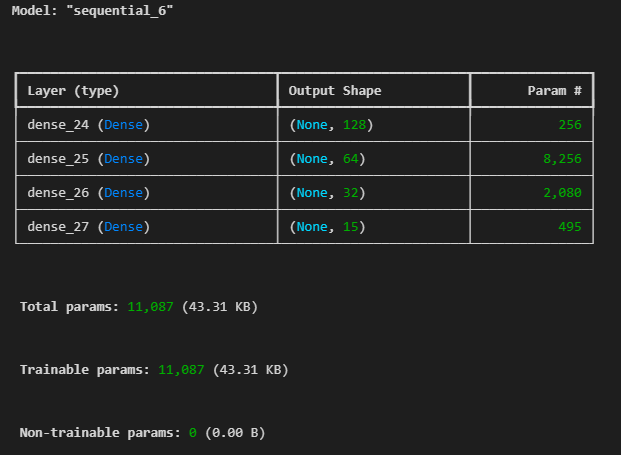 Model: "sequential_6"
Layer (type) Output Shape Param #
dense_24 (Dense) (None, 128) 256
dense_25 (Dense) (None, 64) 8,256
dense_26 (Dense) (None, 32) 2,080
dense_27 (Dense) (None, 15) 495
Total params: 11,087 (43.31 KB)
Trainable params: 11,087 (43.31 KB)
Non-trainable params: 0 (0.00 B)